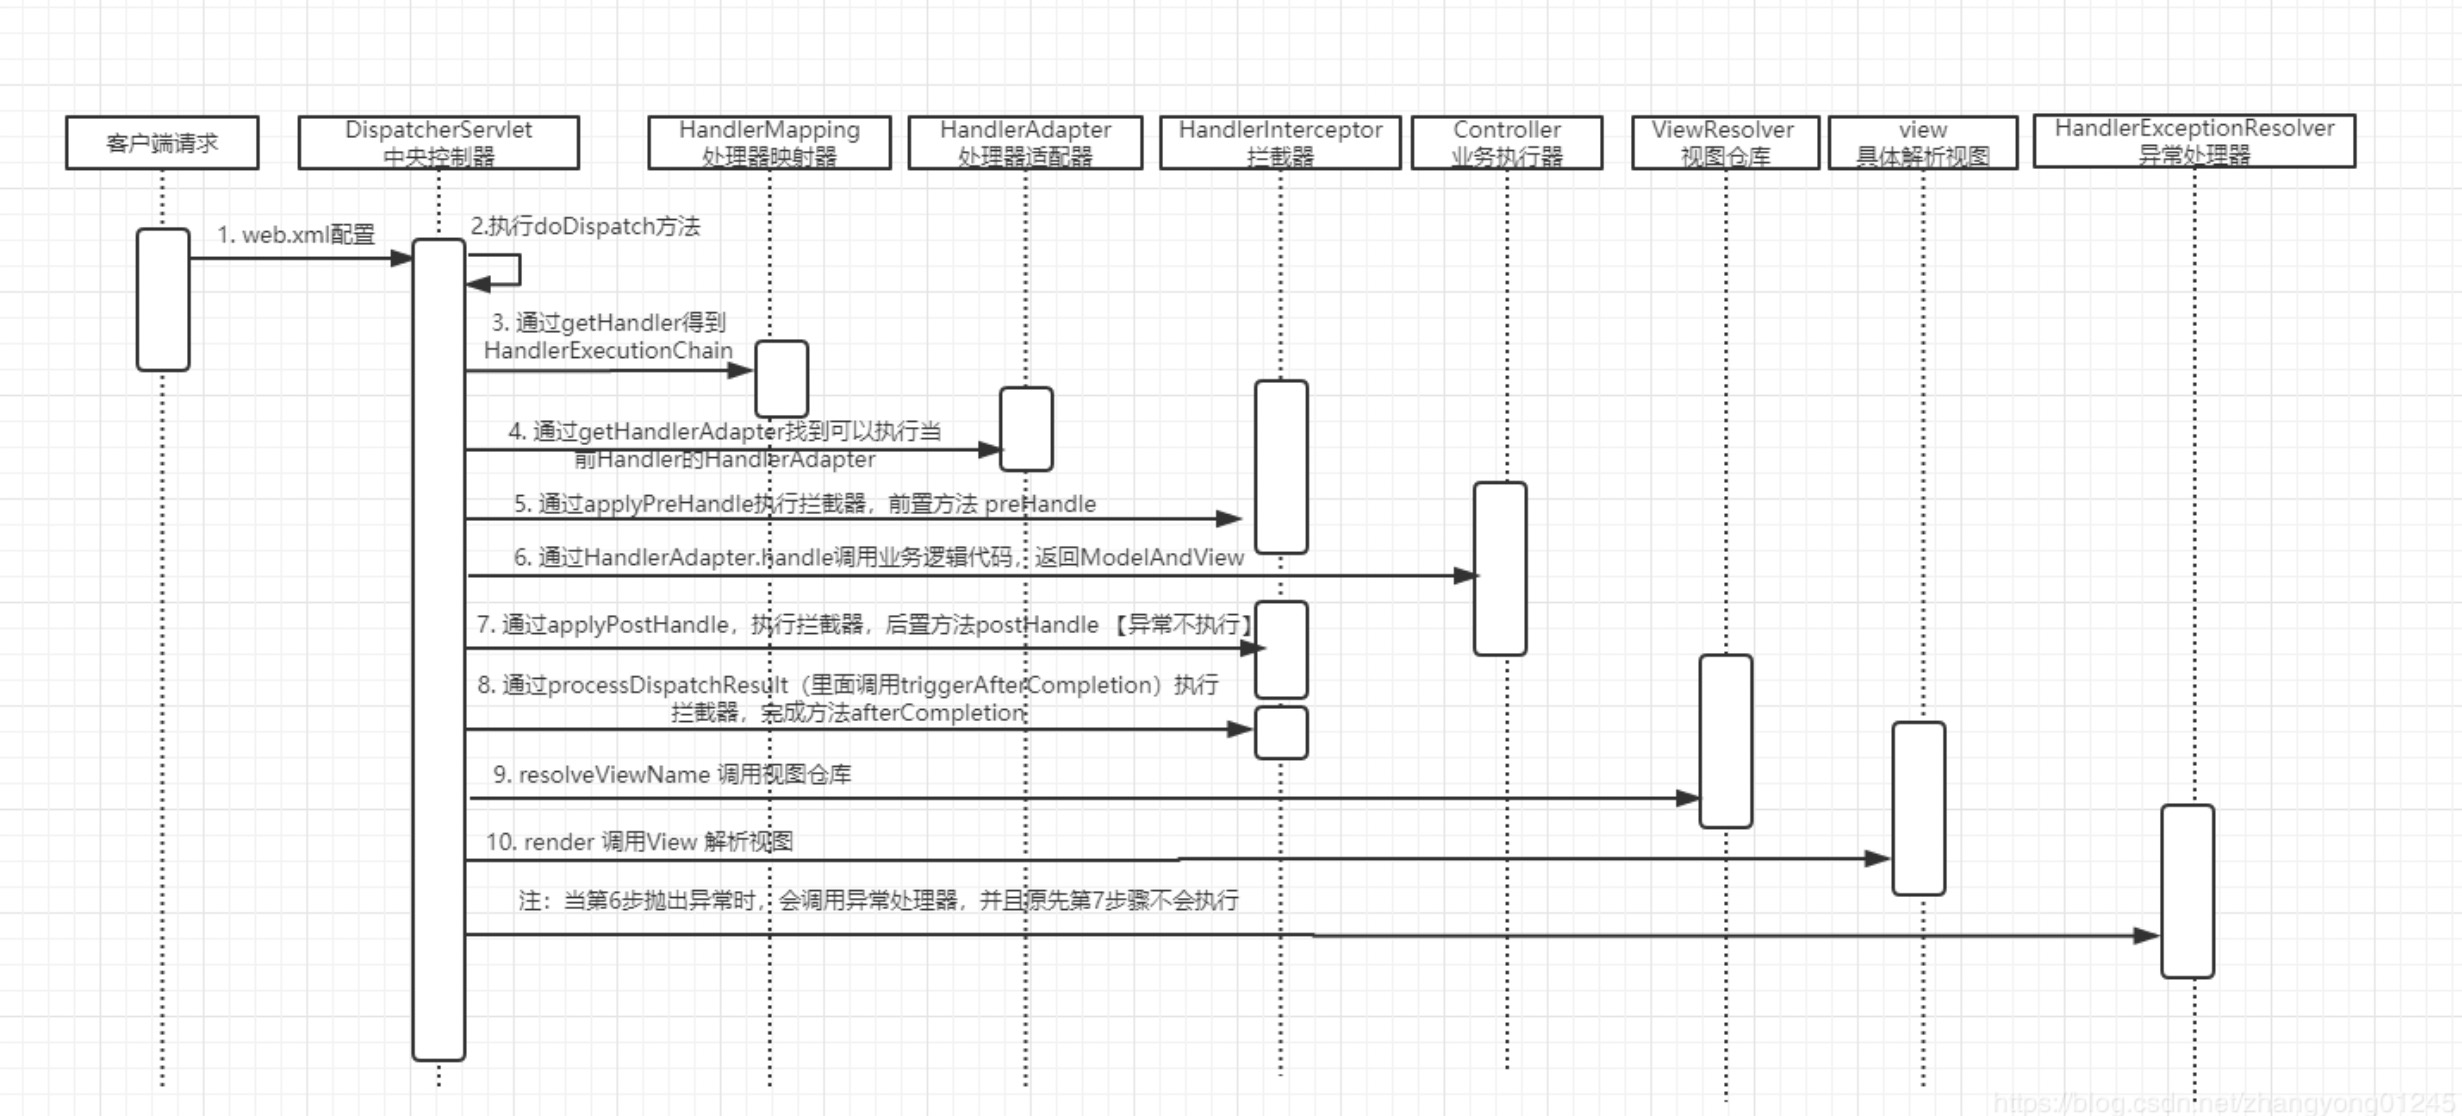 客户端请求
DispatcherServlet
中央控制器
HandlerMapping
处理器映射器
HandlerAdapter
处理器适配器
HandlerInterceptor
拦截器
Controller
业务执行器
ViewResolver
视图仓库
view
具体解析视图
HandlerExceptionResolver
异常处理器
1. web.xml配置
2.执行doDispatch方法
3. 通过getHandler得到
HandlerExecutionChain
4. 通过getHandlerAdapter找到可以执行当
前Handler的HandlerAdapter
5. 通过applyPreHandle执行拦截器，前置方法 preHandle
6. 通过HandlerAdapter.handle调用业务逻辑代码，返回ModelAndView
7. 通过applyPostHandle，执行拦截器，后置方法postHandle 【异常不执行】
8. 通过processDispatchResult（里面调用triggerAfterCompletion）执行
拦截器，完成方法afterCompletion
9. resolveViewName 调用视图仓库
10. render 调用View 解析视图
注：当第6步抛出异常时，会调用异常处理器，并且原先第7步骤不会执行
https://blog.csdn.net/zhangyong01245